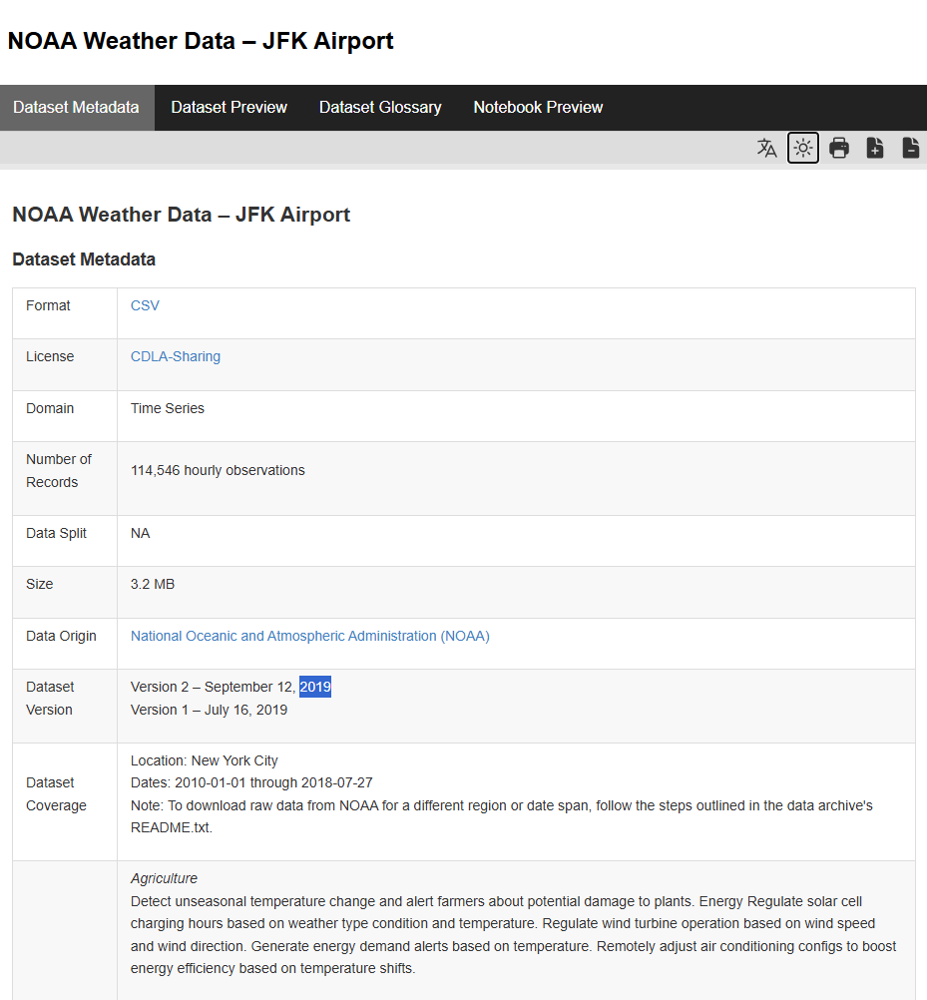 NOAA Weather Data – JFK Airport
Dataset Metadata
Dataset Preview
Dataset Glossary
Notebook Preview
NOAA Weather Data – JFK Airport
Dataset Metadata
Format
CSV
License
CDLA-Sharing
Domain
Time Series
Number of
Records
114,546 hourly observations
Data Split
NA
Size
3.2 MB
Data Origin
National Oceanic and Atmospheric Administration (NOAA)
Dataset
Version
Version 2 – September 12, 2019
Version 1 – July 16, 2019
Dataset
Coverage
Location: New York City
Dates: 2010-01-01 through 2018-07-27
Note: To download raw data from NOAA for a different region or date span, follow the steps outlined in the data archive's
README.txt.
Agriculture
Detect unseasonal temperature change and alert farmers about potential damage to plants. Energy Regulate solar cell
charging hours based on weather type condition and temperature. Regulate wind turbine operation based on wind speed
and wind direction. Generate energy demand alerts based on temperature. Remotely adjust air conditioning configs to boost
energy efficiency based on temperature shifts.